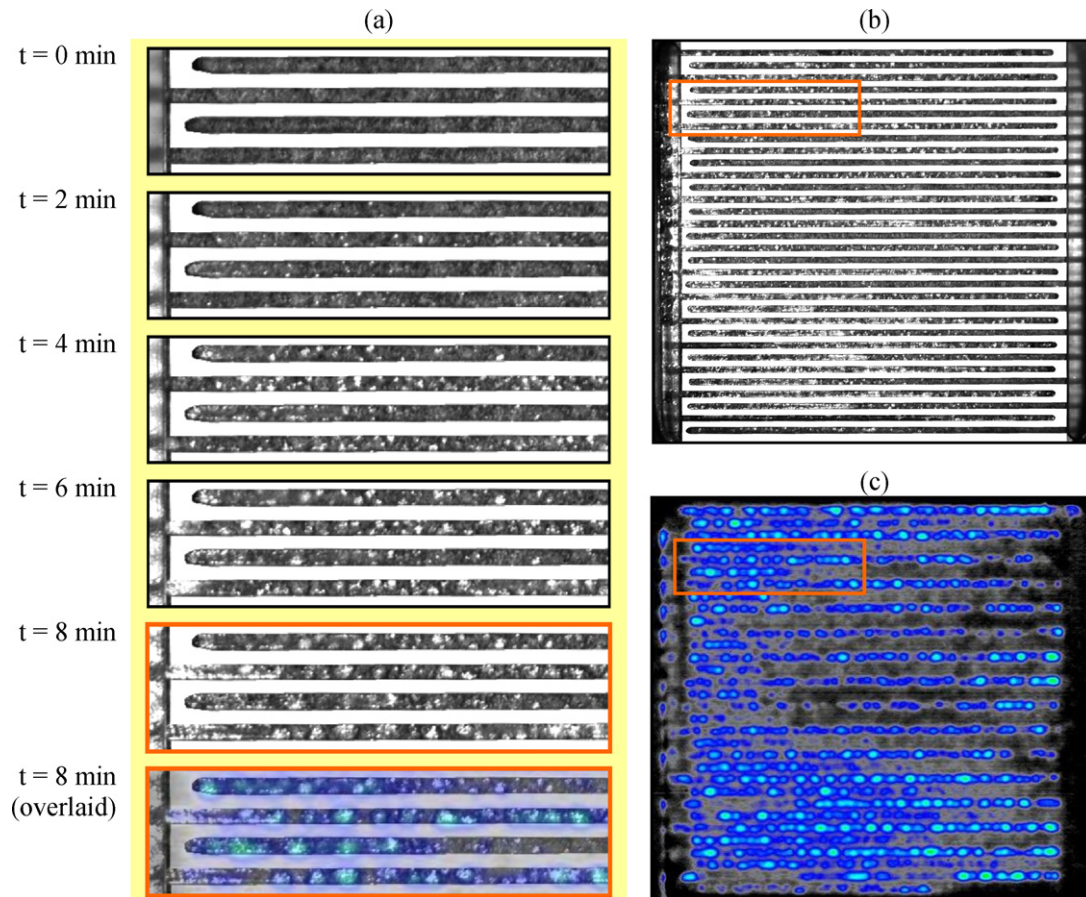 (a)
(b)
t = 0 min
t = 2 min
t = 4 min
t = 6 min
(c)
t = 8 min
t = 8 min
(overlaid)